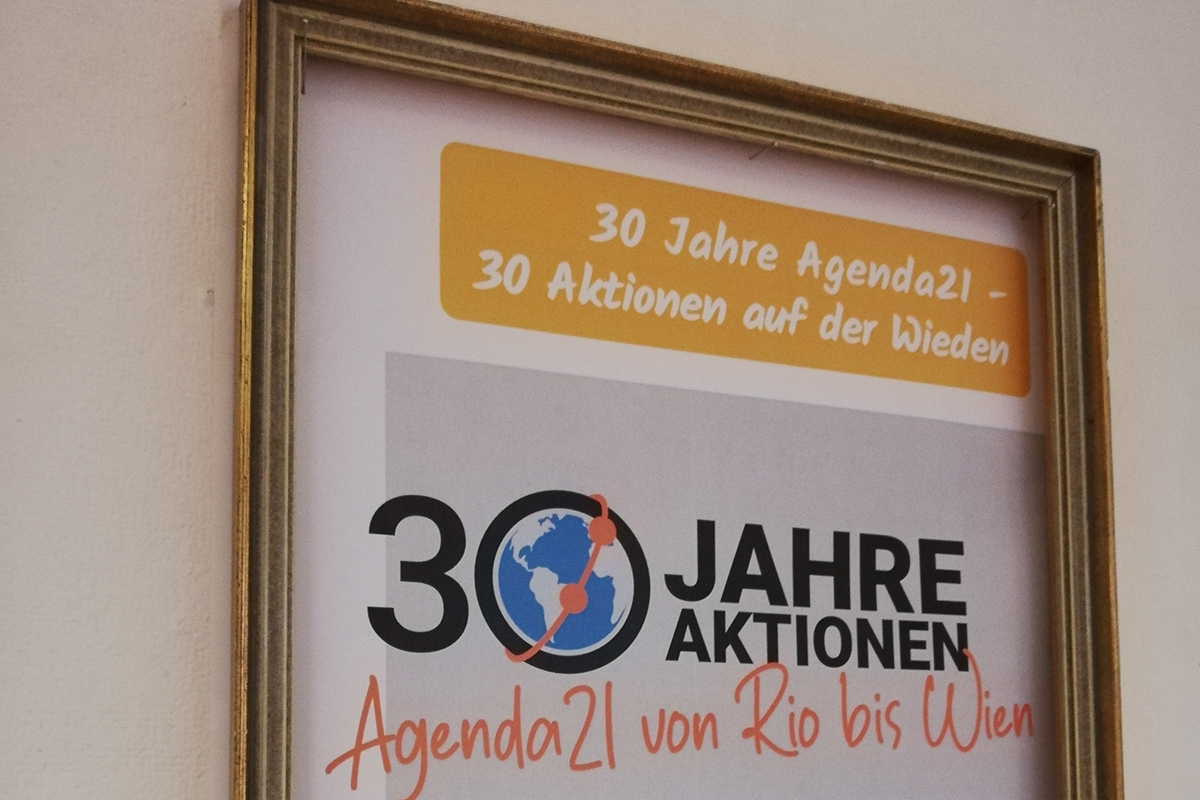 30 Jahre Agenda21 -
30 Aktionen auf der Wieden
30 JAHRE
AKTIONEN
Agenda21 von Rio bis Wien